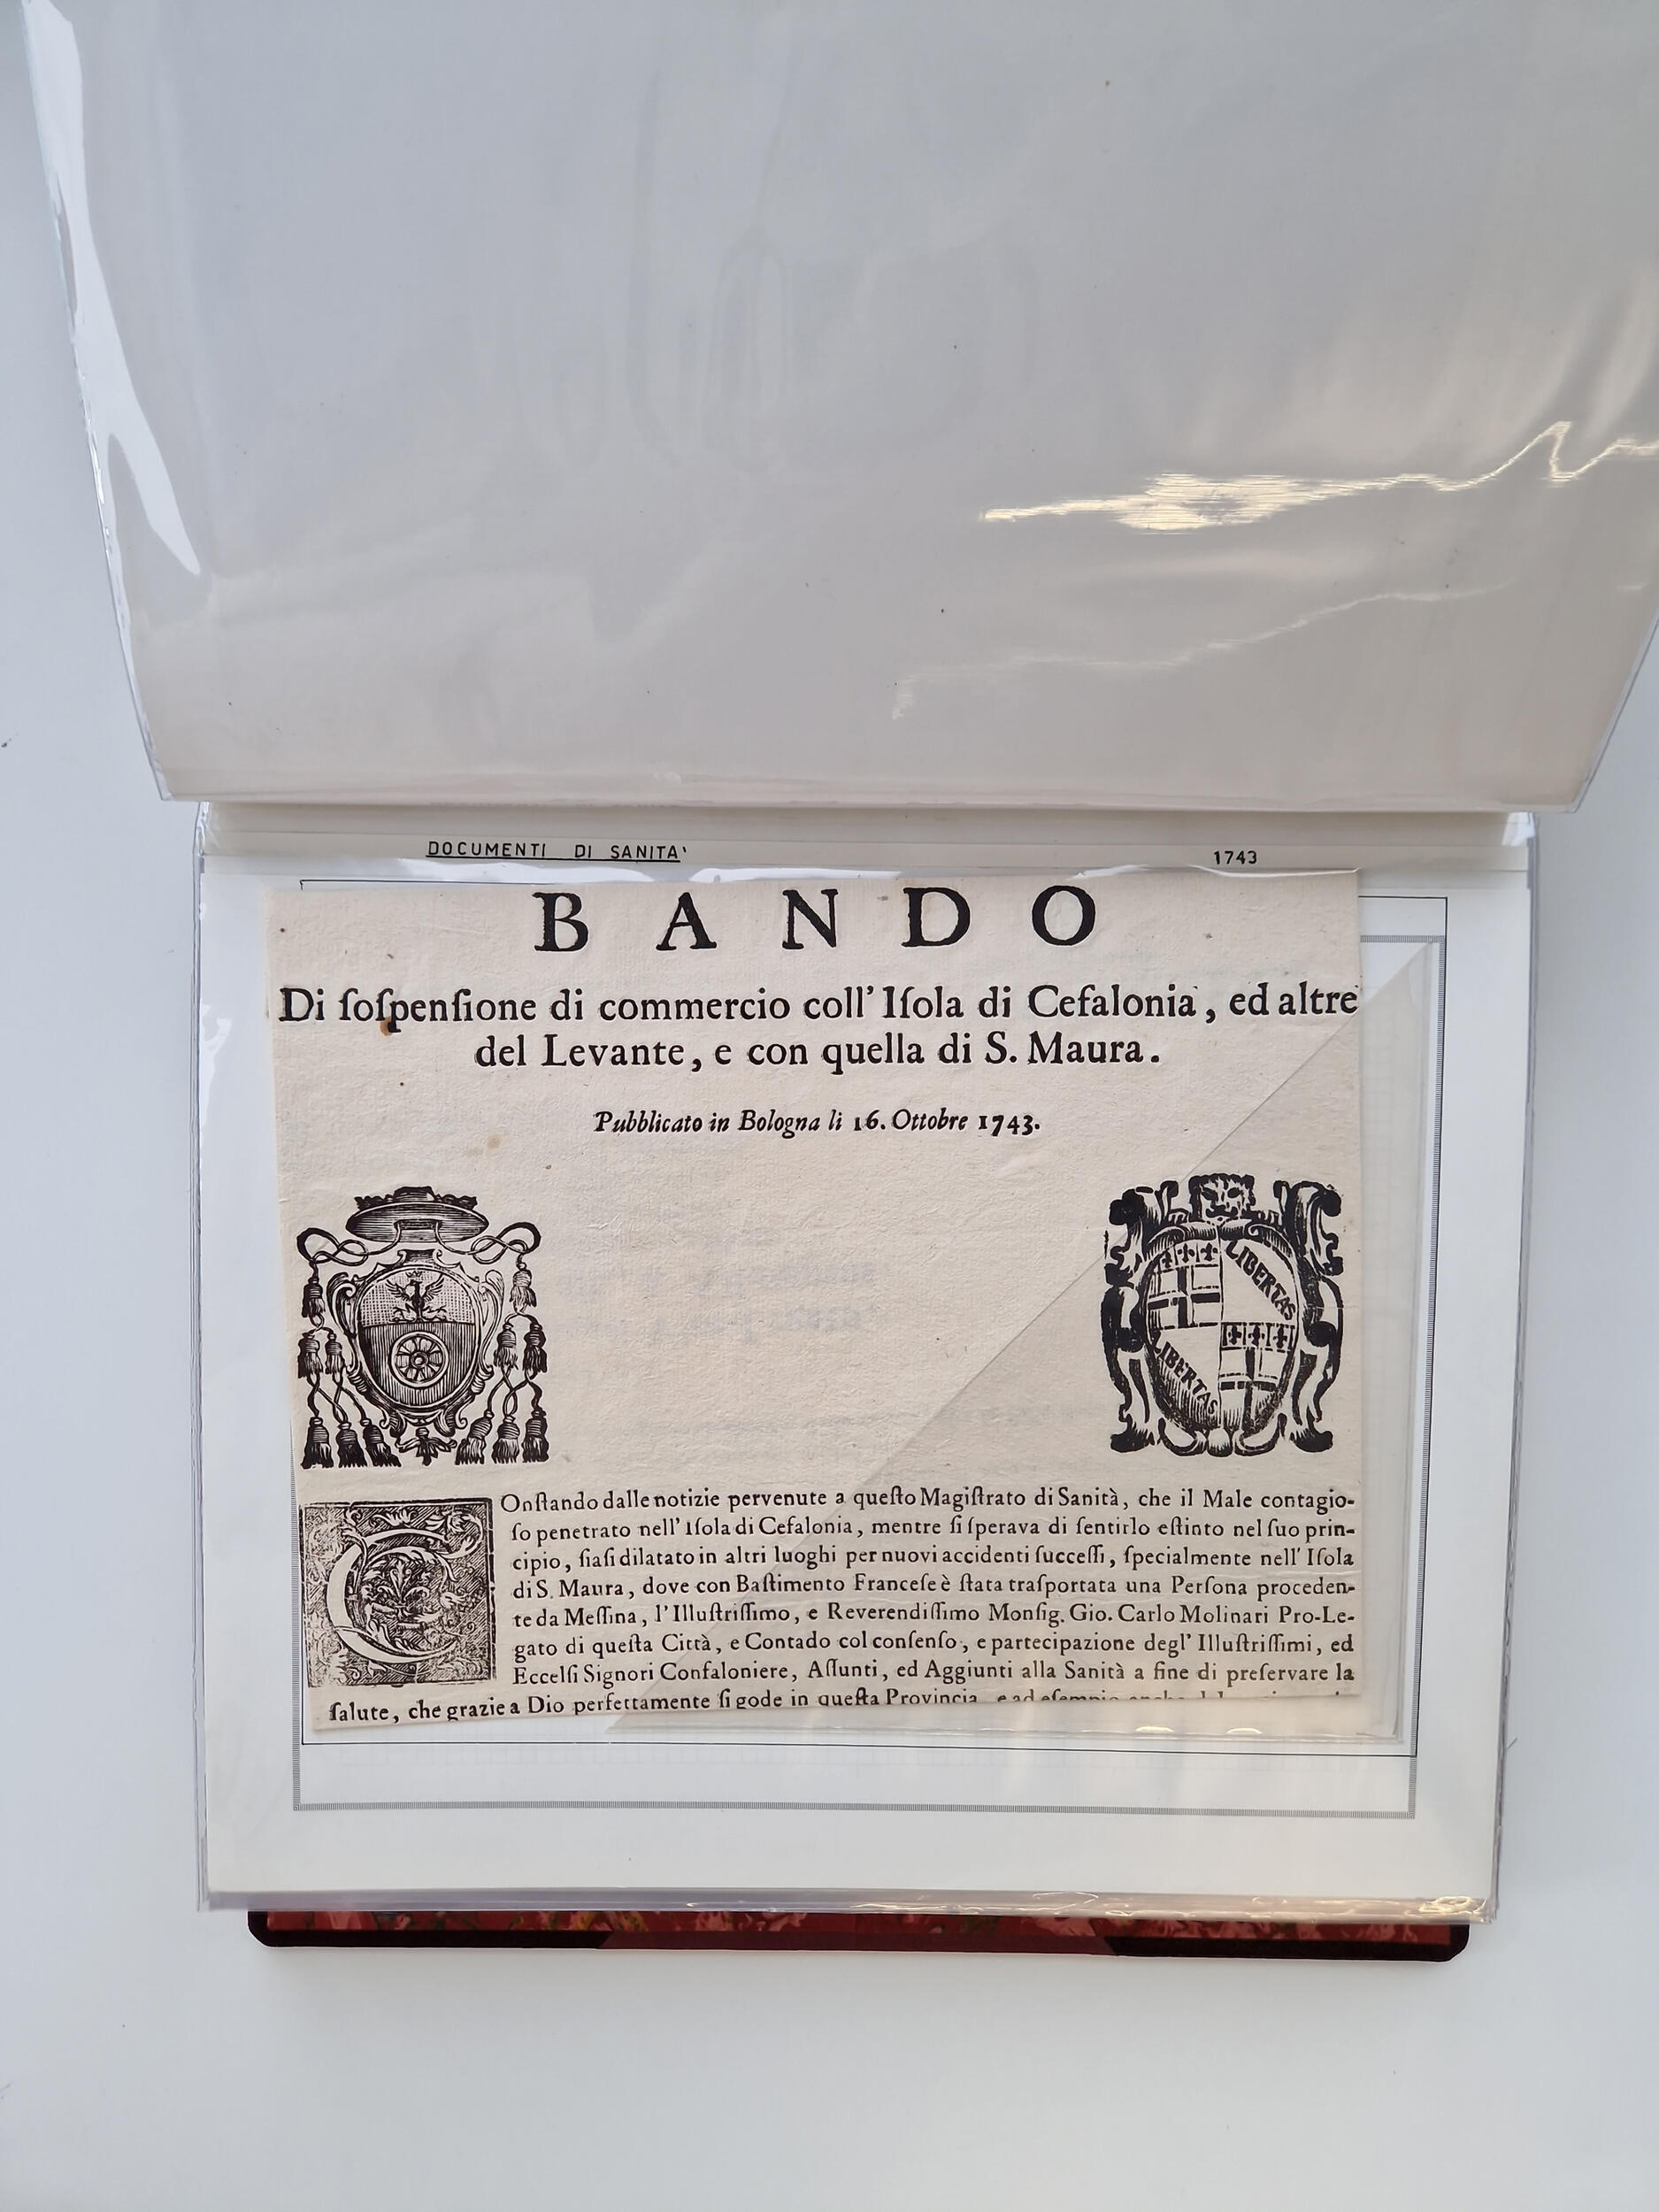 DOCUMENTI DI SANITA'
1743
BANDO
Di ſoſpenſione di commercio coll' Iſola di Cefalonia, ed altre
del Levante, e con quella di S. Maura.
Pubblicato in Bologna li 16. Ottobre 1743.
LIBERTAS
LIBERTAS
COnſtando dalle notizie pervenute a queſto Magiſtrato di Sanità, che il Male contagio-
ſo penetrato nell' Iſola di Cefalonia, mentre ſi ſperava di ſentirlo eſtinto nel ſuo prin-
cipio, ſiaſi dilatato in altri luoghi per nuovi accidenti ſucceſſi, ſpecialmente nell' Iſola
di S. Maura, dove con Baſtimento Franceſe è ſtata traſportata una Perſona proceden-
te da Meſſina, l'Illuſtriſſimo, e Reverendiſſimo Monſig. Gio. Carlo Molinari Pro-Le-
gato di queſta Città, e Contado col conſenſo, e partecipazione degl' Illuſtriſſimi, ed
Eccelſi Signori Confaloniere, Aſſunti, ed Aggiunti alla Sanità a fine di preſervare la
ſalute, che grazie a Dio perfettamente ſi gode in queſta Provincia, e ad eſempio